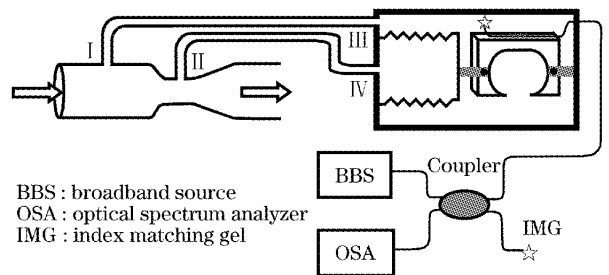 I
II
III
IV
BBS
Coupler
OSA
IMG
BBS : broadband source
OSA : optical spectrum analyzer
IMG : index matching gel